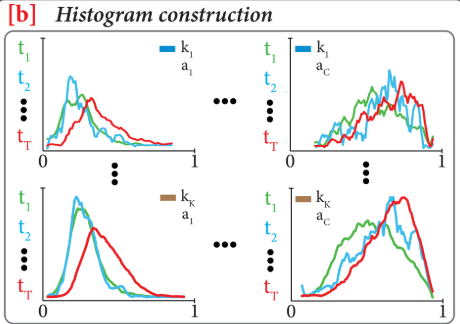 [b] Histogram construction
t1 k1 t1 k1
a1 aC
t2 t2
tT tT
0 1 0 1
t1 kK t1 kK
a1 aC
t2 t2
tT tT
0 1 0 1